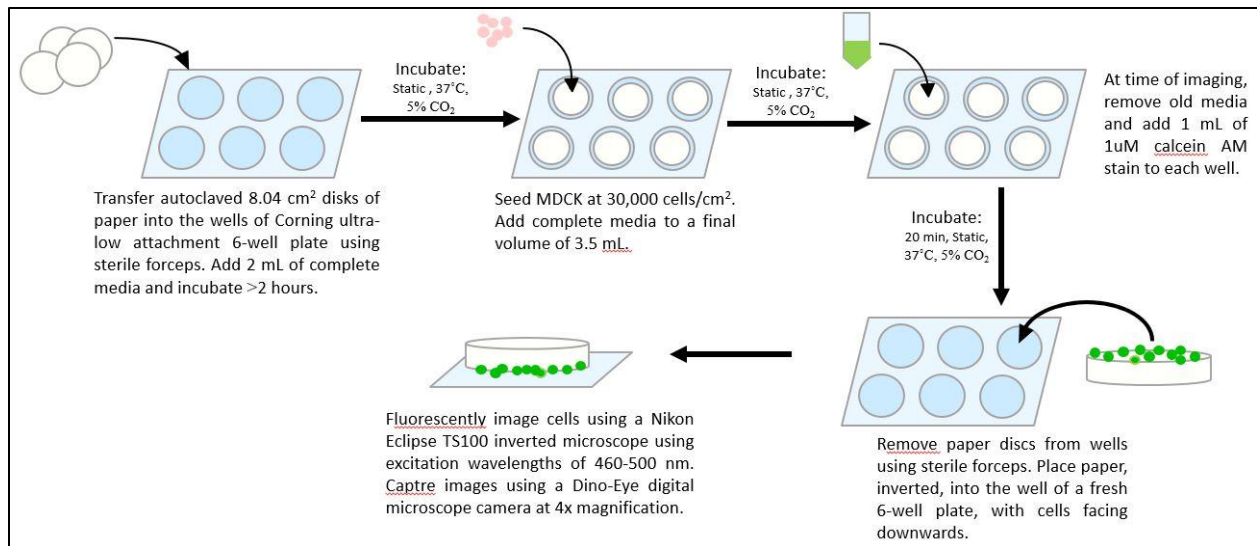 Incubate:
Static , 37˚C,
5% CO2
Incubate:
Static , 37˚C,
5% CO2
At time of imaging,
remove old media
and add 1 mL of
1uM calcein AM
stain to each well.
Transfer autoclaved 8.04 cm2 disks of
paper into the wells of Corning ultra-
low attachment 6-well plate using
sterile forceps. Add 2 mL of complete
media and incubate >2 hours.
Seed MDCK at 30,000 cells/cm2.
Add complete media to a final
volume of 3.5 mL.
Incubate:
20 min, Static,
37˚C, 5% CO2
Fluorescently image cells using a Nikon
Eclipse TS100 inverted microscope using
excitation wavelengths of 460-500 nm.
Captre images using a Dino-Eye digital
microscope camera at 4x magnification.
Remove paper discs from wells
using sterile forceps. Place paper,
inverted, into the well of a fresh
6-well plate, with cells facing
downwards.